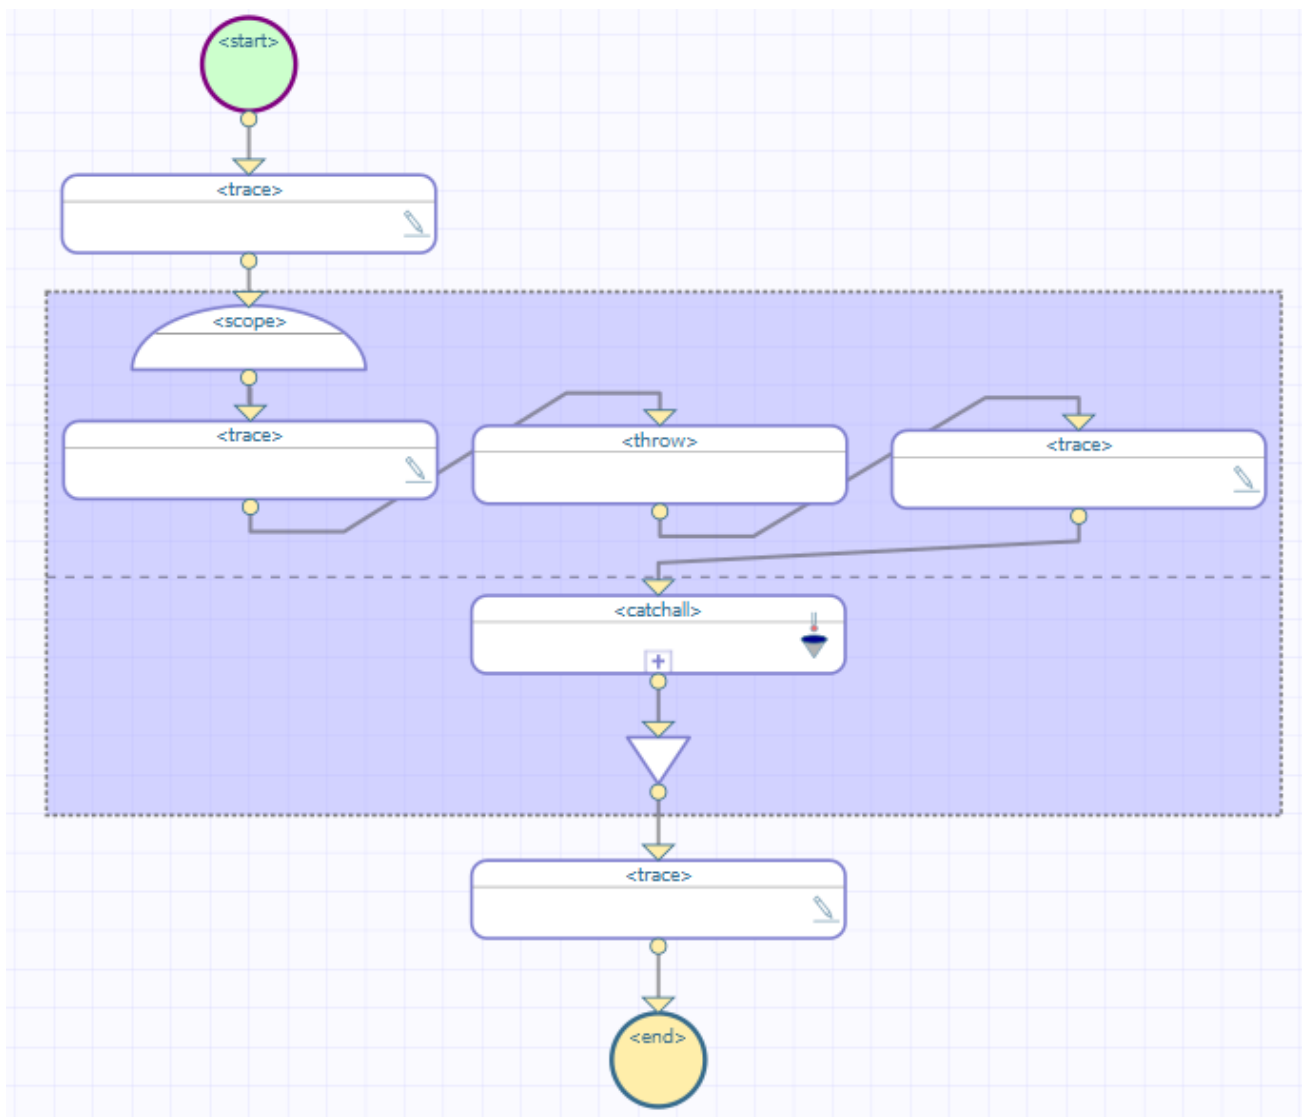 <start>
<trace>
<scope>
<trace>
<throw>
<trace>
<catchall>
<trace>
<end>